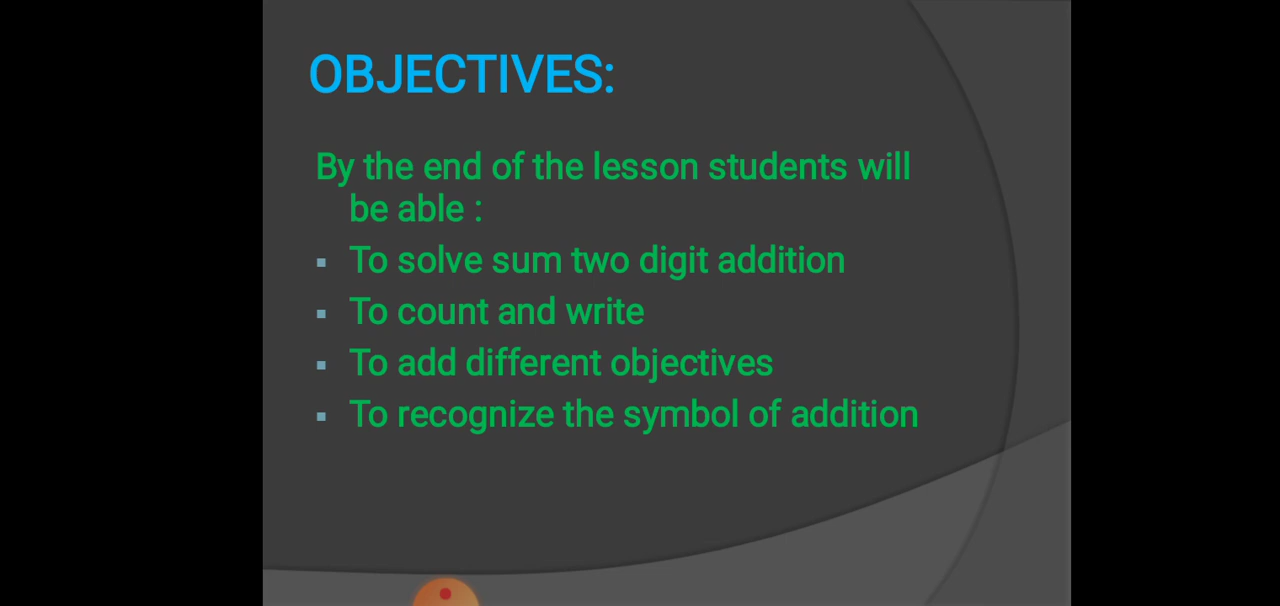 OBJECTIVES:
By the end of the lesson students will
be able :
▪ To solve sum two digit addition
▪ To count and write
▪ To add different objectives
▪ To recognize the symbol of addition